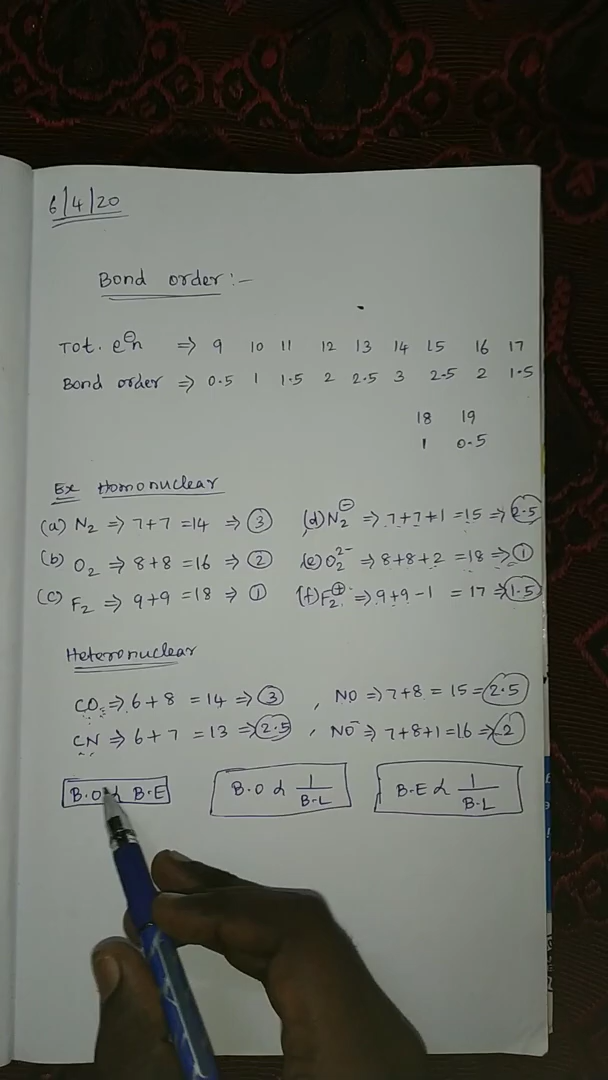 6/4/20
Bond order:-
Tot. e⊖n ⇒ 9 10 11 12 13 14 15 16 17
Bond order ⇒ 0.5 1 1.5 2 2.5 3 2.5 2 1.5
18 19
1 0.5
Ex Homonuclear
(a) N₂ ⇒ 7+7 = 14 ⇒ 3 (d) N₂⊖ ⇒ 7+7+1 = 15 ⇒ 2.5
(b) O₂ ⇒ 8+8 = 16 ⇒ 2 (e) O₂²⁻ ⇒ 8+8+2 = 18 ⇒ 1
(c) F₂ ⇒ 9+9 = 18 ⇒ 1 (f) F₂⊕ ⇒ 9+9-1 = 17 ⇒ 1.5
Heteronuclear
CO ⇒ 6+8 = 14 ⇒ 3 , NO ⇒ 7+8 = 15 = 2.5
CN ⇒ 6+7 = 13 ⇒ 2.5 , NO⁻ ⇒ 7+8+1 = 16 ⇒ 2
B.O ∝ B.E B.O ∝ 1/B.L B.E ∝ 1/B.L